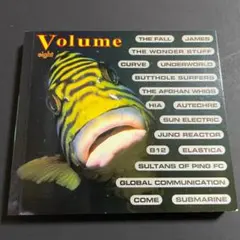 Volume
eight
THE FALL JAMES
THE WONDER STUFF
CURVE UNDERWORLD
BUTTHOLE SURFERS
THE AFGHAN WHIGS
HIA AUTECHRE
SUN ELECTRIC
JUNO REACTOR
B12 ELASTICA
SULTANS OF PING FC
GLOBAL COMMUNICATION
COME SUBMARINE